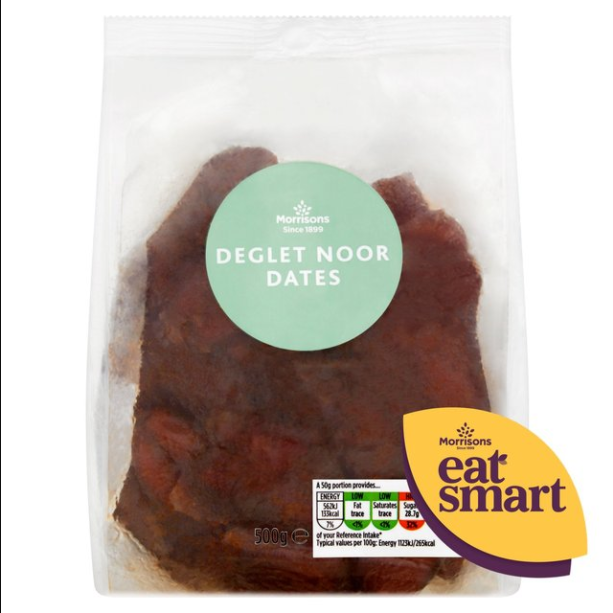 Morrisons
Since 1899
DEGLET NOOR
DATES
Morrisons
Since 1899
eat
smart
A 50g portion provides...
ENERGY LOW LOW
562kJ Fat Saturates
133kcal trace trace 28.7g
7% <1% <1% 32%
500g ℮
of your Reference Intake*
Typical values per 100g: Energy 1123kJ/265kcal